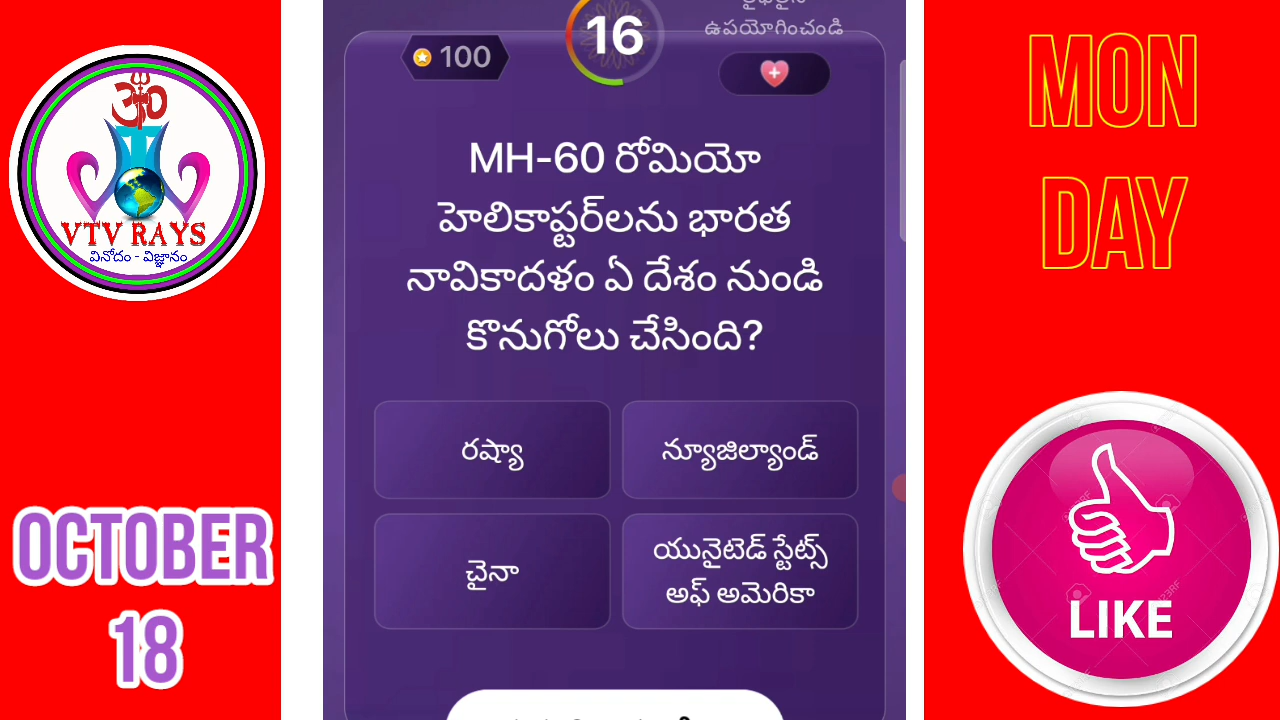 16
ఉపయోగించండి
100
MH-60 రోమియో
హెలికాప్టర్‌లను భారత
నావికాదళం ఏ దేశం నుండి
కొనుగోలు చేసింది?
రష్యా
న్యూజిల్యాండ్
చైనా
యునైటెడ్ స్టేట్స్
అఫ్ అమెరికా
VTV RAYS
వినోదం - విజ్ఞానం
OCTOBER
18
MON
DAY
LIKE